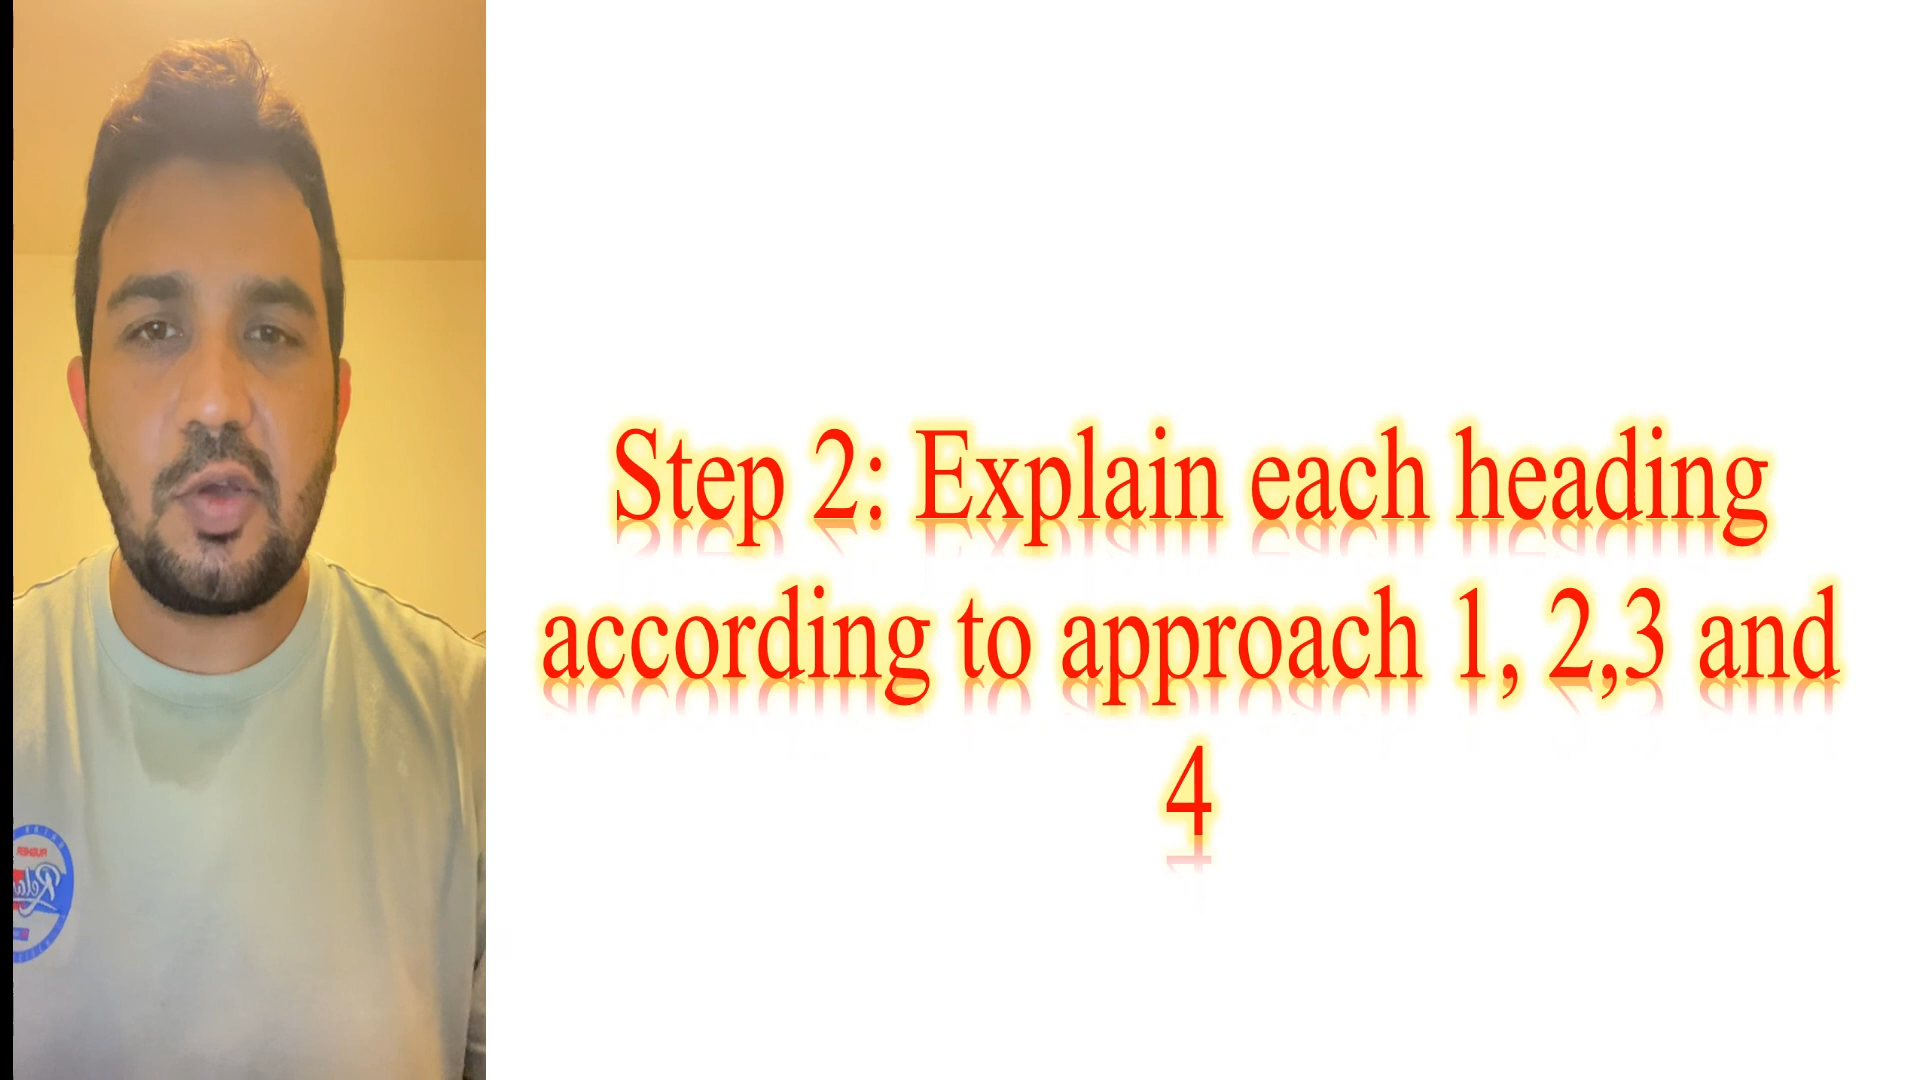 Step 2: Explain each heading
according to approach 1, 2,3 and
4